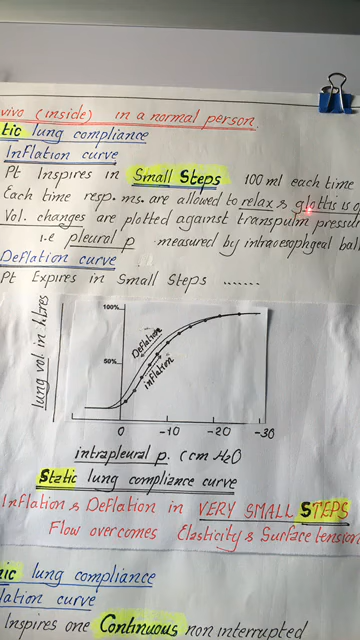 vivo (inside) in a normal person.
tic lung compliance
Inflation curve
Pt Inspires in Small Steps 100 ml each time
Each time resp. ms. are allowed to relax & glottis is o
Vol. changes are plotted against transpulm pressur
i.e pleural p measured by intraoesophgeal ball
Deflation curve
Pt Expires in Small Steps .......
100%
50%
Deflation
inflation
lung vol. in litres
0 -10 -20 -30
intrapleural p. (cm H2O
Static lung compliance curve
Inflation & Deflation in VERY SMALL STEPS
Flow overcomes Elasticity & Surface tension
ic lung compliance
lation curve
Inspires one Continuous non interrupted